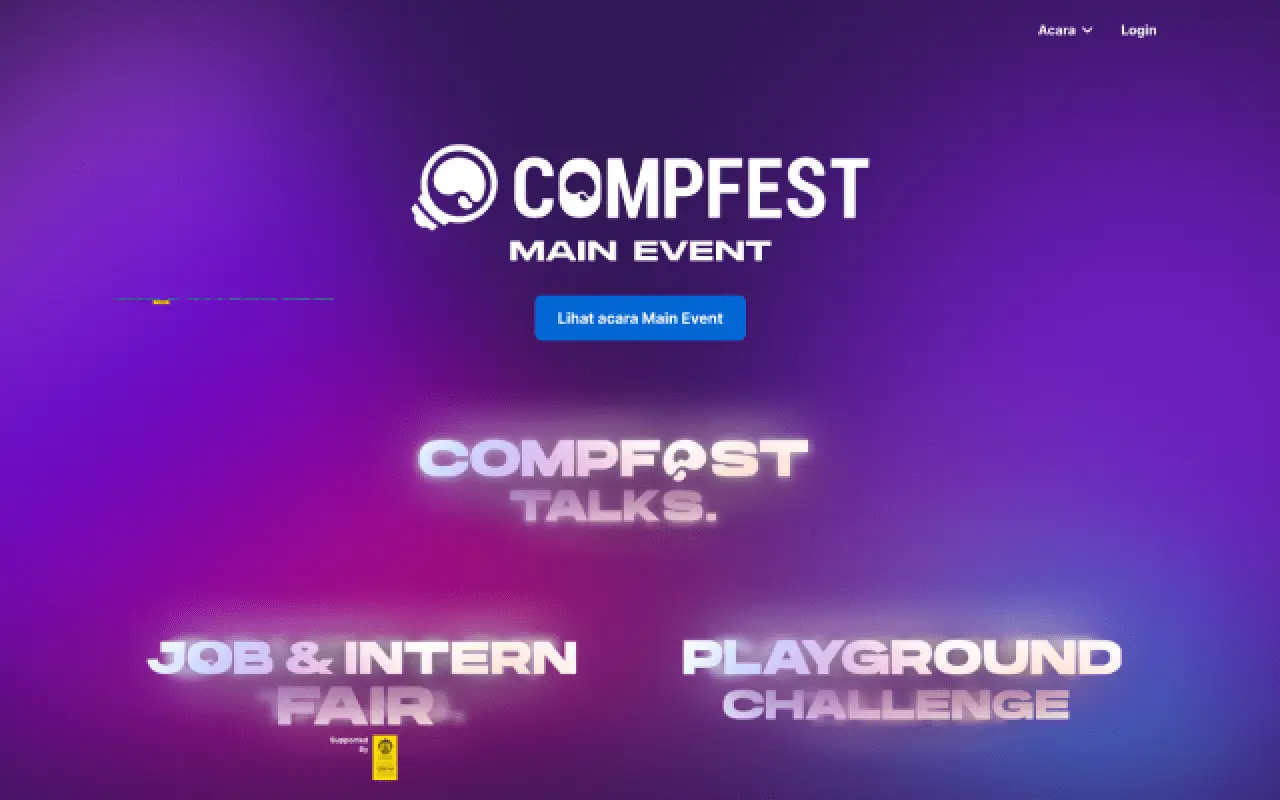 Acara
Login
COMPFEST
MAIN EVENT
Lihat acara Main Event
COMPFEST
TALKS.
JOB & INTERN
FAIR.
PLAYGROUND
CHALLENGE
Supported
By